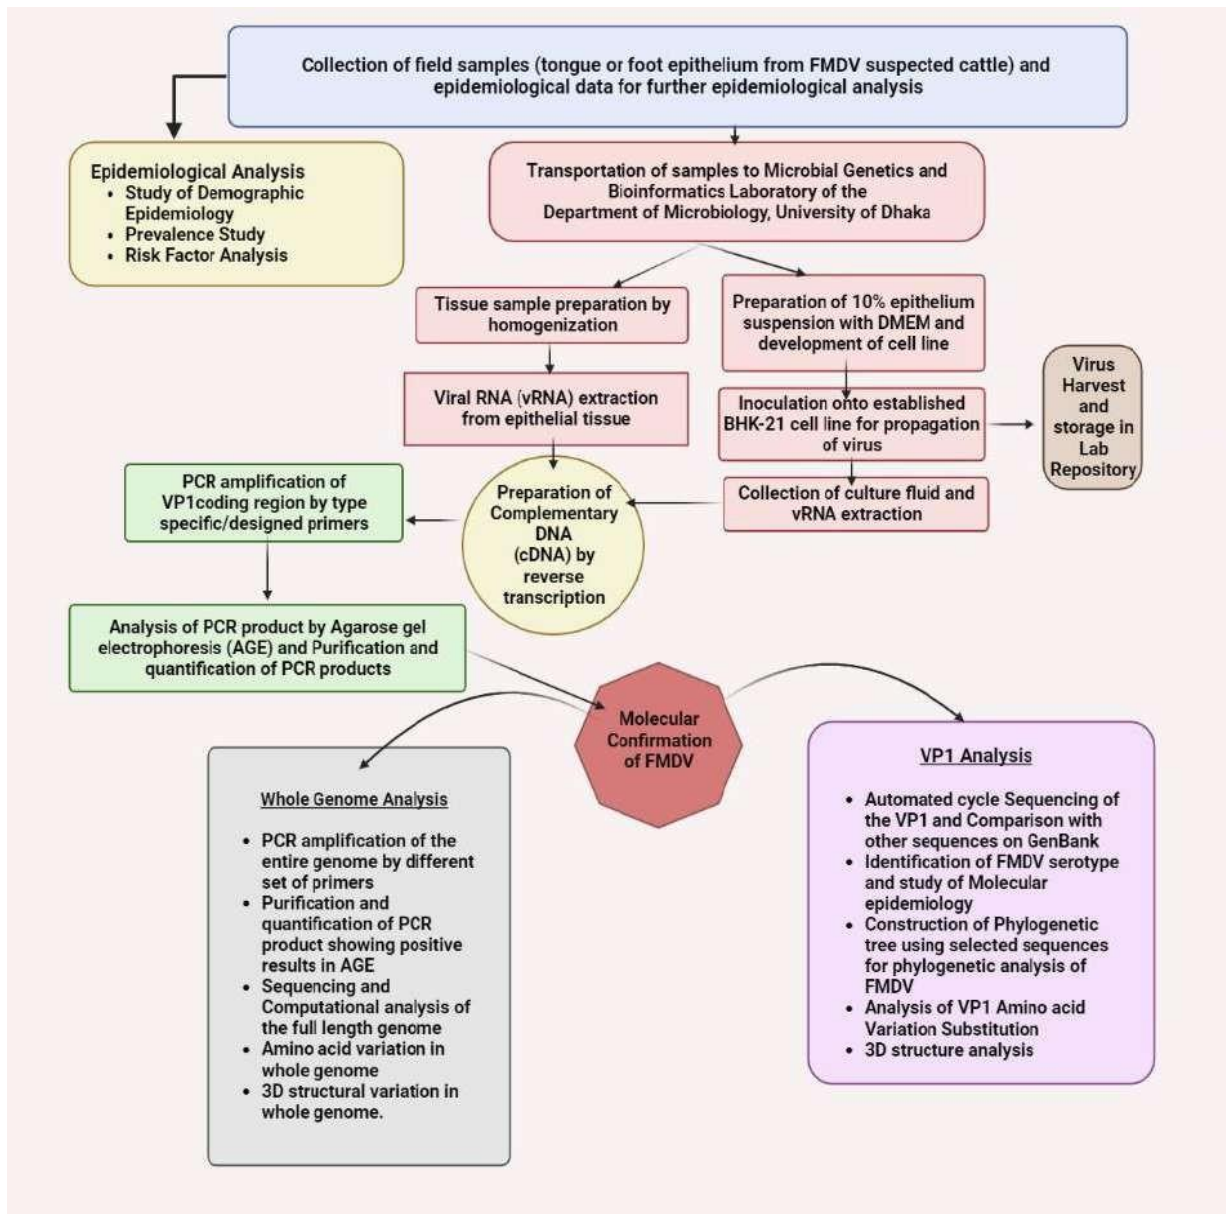 Collection of field samples (tongue or foot epithelium from FMDV suspected cattle) and
epidemiological data for further epidemiological analysis
Epidemiological Analysis
• Study of Demographic
Epidemiology
• Prevalence Study
• Risk Factor Analysis
Transportation of samples to Microbial Genetics and
Bioinformatics Laboratory of the
Department of Microbiology, University of Dhaka
Tissue sample preparation by
homogenization
Preparation of 10% epithelium
suspension with DMEM and
development of cell line
Viral RNA (vRNA) extraction
from epithelial tissue
Inoculation onto established
BHK-21 cell line for propagation
of virus
Virus
Harvest
and
storage in
Lab
Repository
Collection of culture fluid and
vRNA extraction
Preparation of
Complementary
DNA
(cDNA) by
reverse
transcription
PCR amplification of
VP1coding region by type
specific/designed primers
Analysis of PCR product by Agarose gel
electrophoresis (AGE) and Purification and
quantification of PCR products
Molecular
Confirmation
of FMDV
Whole Genome Analysis
• PCR amplification of the
entire genome by different
set of primers
• Purification and
quantification of PCR
product showing positive
results in AGE
• Sequencing and
Computational analysis of
the full length genome
• Amino acid variation in
whole genome
• 3D structural variation in
whole genome.
VP1 Analysis
• Automated cycle Sequencing of
the VP1 and Comparison with
other sequences on GenBank
• Identification of FMDV serotype
and study of Molecular
epidemiology
• Construction of Phylogenetic
tree using selected sequences
for phylogenetic analysis of
FMDV
• Analysis of VP1 Amino acid
Variation Substitution
• 3D structure analysis